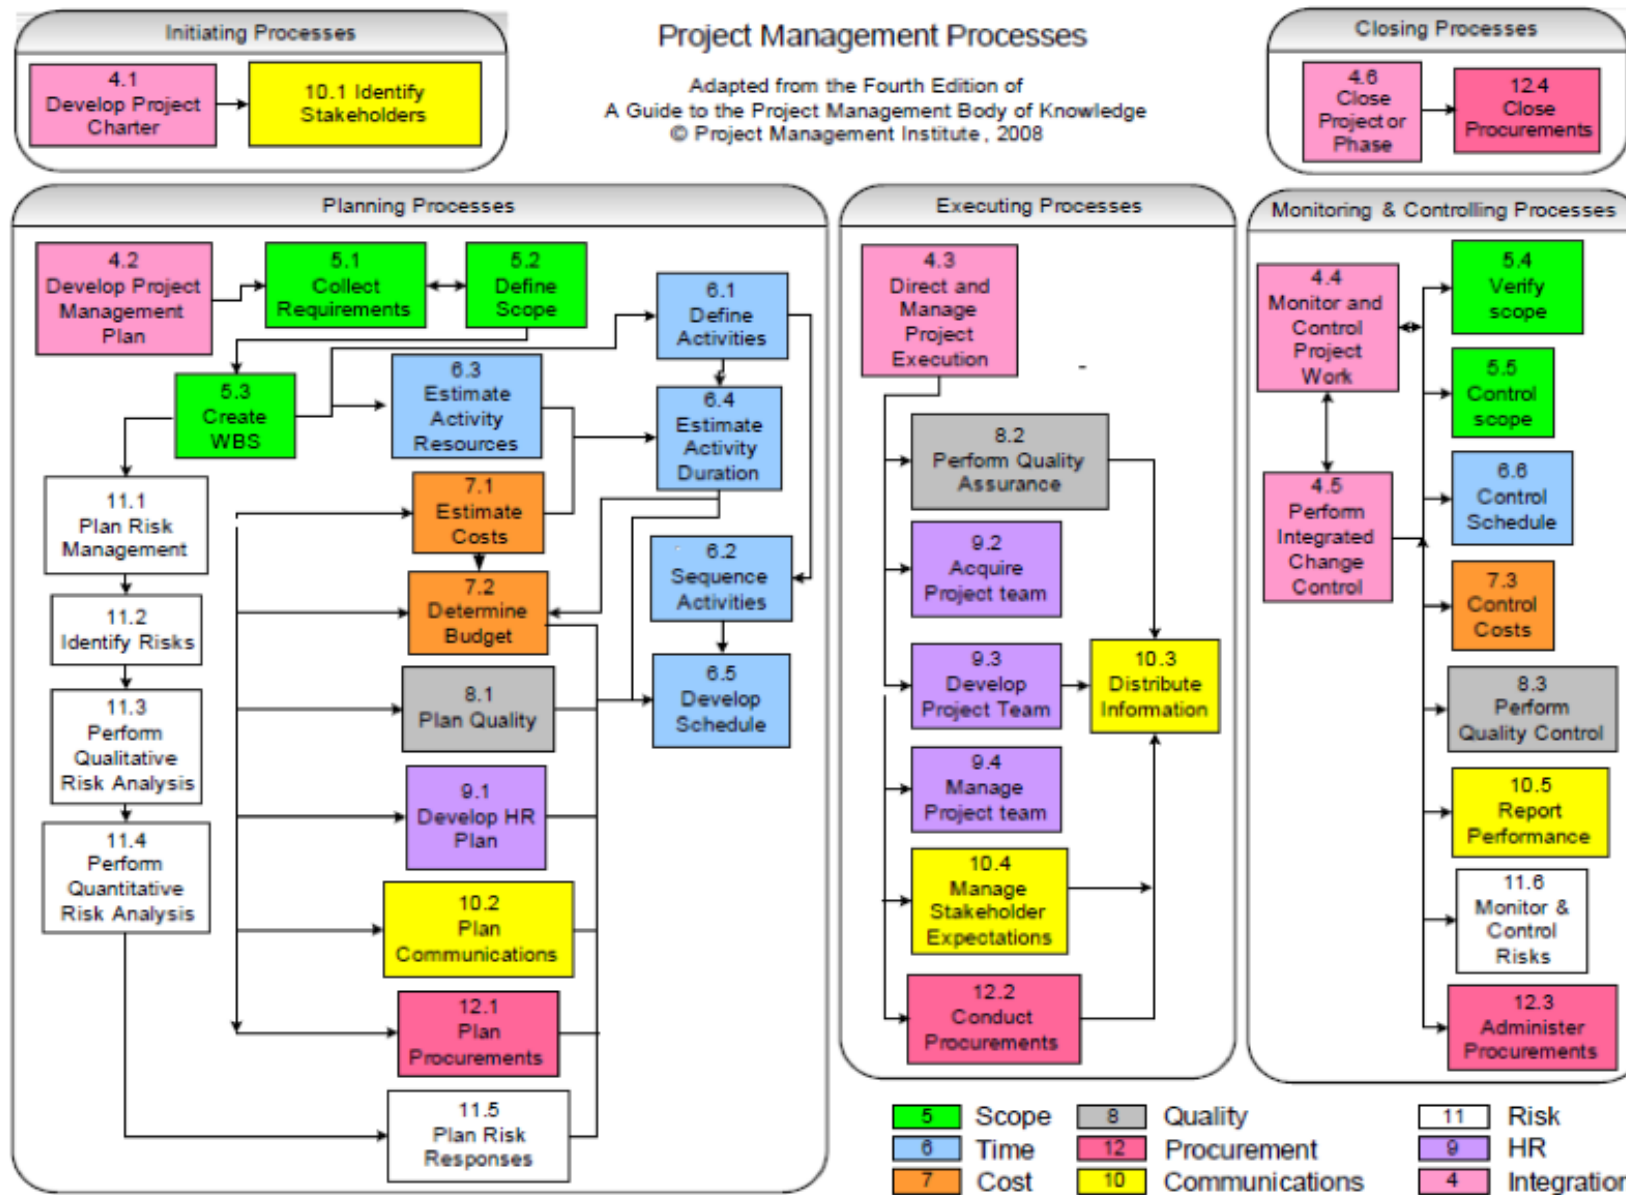 Initiating Processes
4.1
Develop Project
Charter
10.1 Identify
Stakeholders
Project Management Processes
Adapted from the Fourth Edition of
A Guide to the Project Management Body of Knowledge
© Project Management Institute, 2008
Closing Processes
4.6
Close
Project or
Phase
12.4
Close
Procurements
Planning Processes
4.2
Develop Project
Management
Plan
5.1
Collect
Requirements
5.2
Define
Scope
6.1
Define
Activities
5.3
Create
WBS
6.3
Estimate
Activity
Resources
6.4
Estimate
Activity
Duration
11.1
Plan Risk
Management
7.1
Estimate
Costs
11.2
Identify Risks
7.2
Determine
Budget
6.2
Sequence
Activities
11.3
Perform
Qualitative
Risk Analysis
8.1
Plan Quality
6.5
Develop
Schedule
11.4
Perform
Quantitative
Risk Analysis
9.1
Develop HR
Plan
10.2
Plan
Communications
12.1
Plan
Procurements
11.5
Plan Risk
Responses
Executing Processes
4.3
Direct and
Manage
Project
Execution
-
8.2
Perform Quality
Assurance
9.2
Acquire
Project team
9.3
Develop
Project Team
10.3
Distribute
Information
9.4
Manage
Project team
10.4
Manage
Stakeholder
Expectations
12.2
Conduct
Procurements
Monitoring & Controlling Processes
4.4
Monitor and
Control
Project
Work
4.5
Perform
Integrated
Change
Control
5.4
Verify
scope
5.5
Control
scope
6.6
Control
Schedule
7.3
Control
Costs
8.3
Perform
Quality Control
10.5
Report
Performance
11.6
Monitor &
Control
Risks
12.3
Administer
Procurements
5 Scope
6 Time
7 Cost
8 Quality
12 Procurement
10 Communications
11 Risk
9 HR
4 Integration